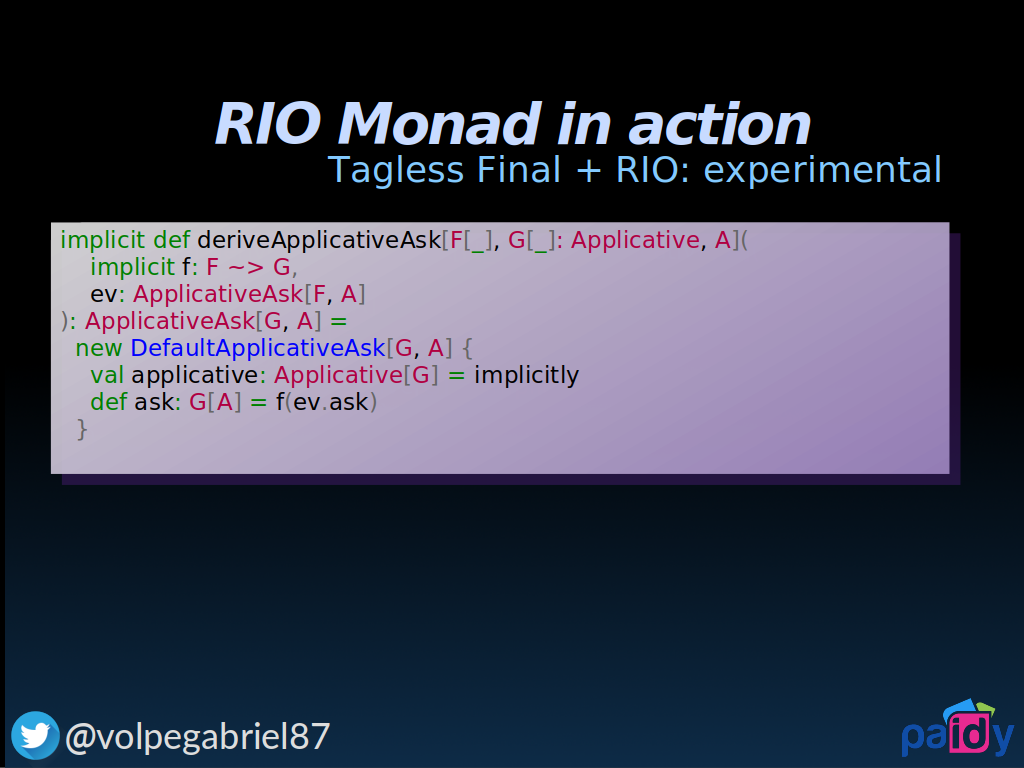 RIO Monad in action
Tagless Final + RIO: experimental
implicit def deriveApplicativeAsk[F[_], G[_]: Applicative, A](
    implicit f: F ~> G,
    ev: ApplicativeAsk[F, A]
): ApplicativeAsk[G, A] =
  new DefaultApplicativeAsk[G, A] {
    val applicative: Applicative[G] = implicitly
    def ask: G[A] = f(ev.ask)
  }
@volpegabriel87
paidy